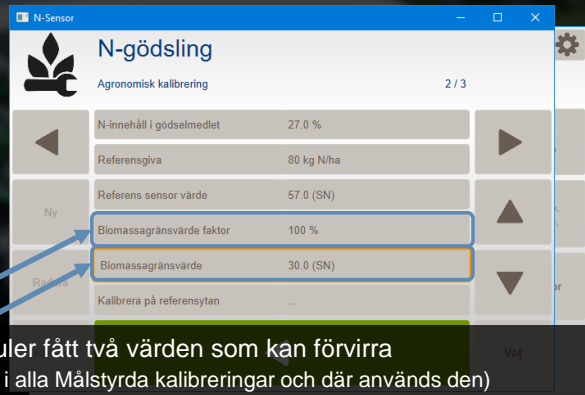 N-Sensor
N-gödsling
Agronomisk kalibrering 2 / 3
N-innehåll i gödselmedlet 27.0 %
Referensgiva 80 kg N/ha
Referens sensor värde 57.0 (SN)
Ny
Biomassagränsvärde faktor 100 %
Biomassagränsvärde 30.0 (SN)
Radera
Kalibrera på referensytan ...
uler fått två värden som kan förvirra
Välj
i alla Målstyrda kalibreringar och där används den)